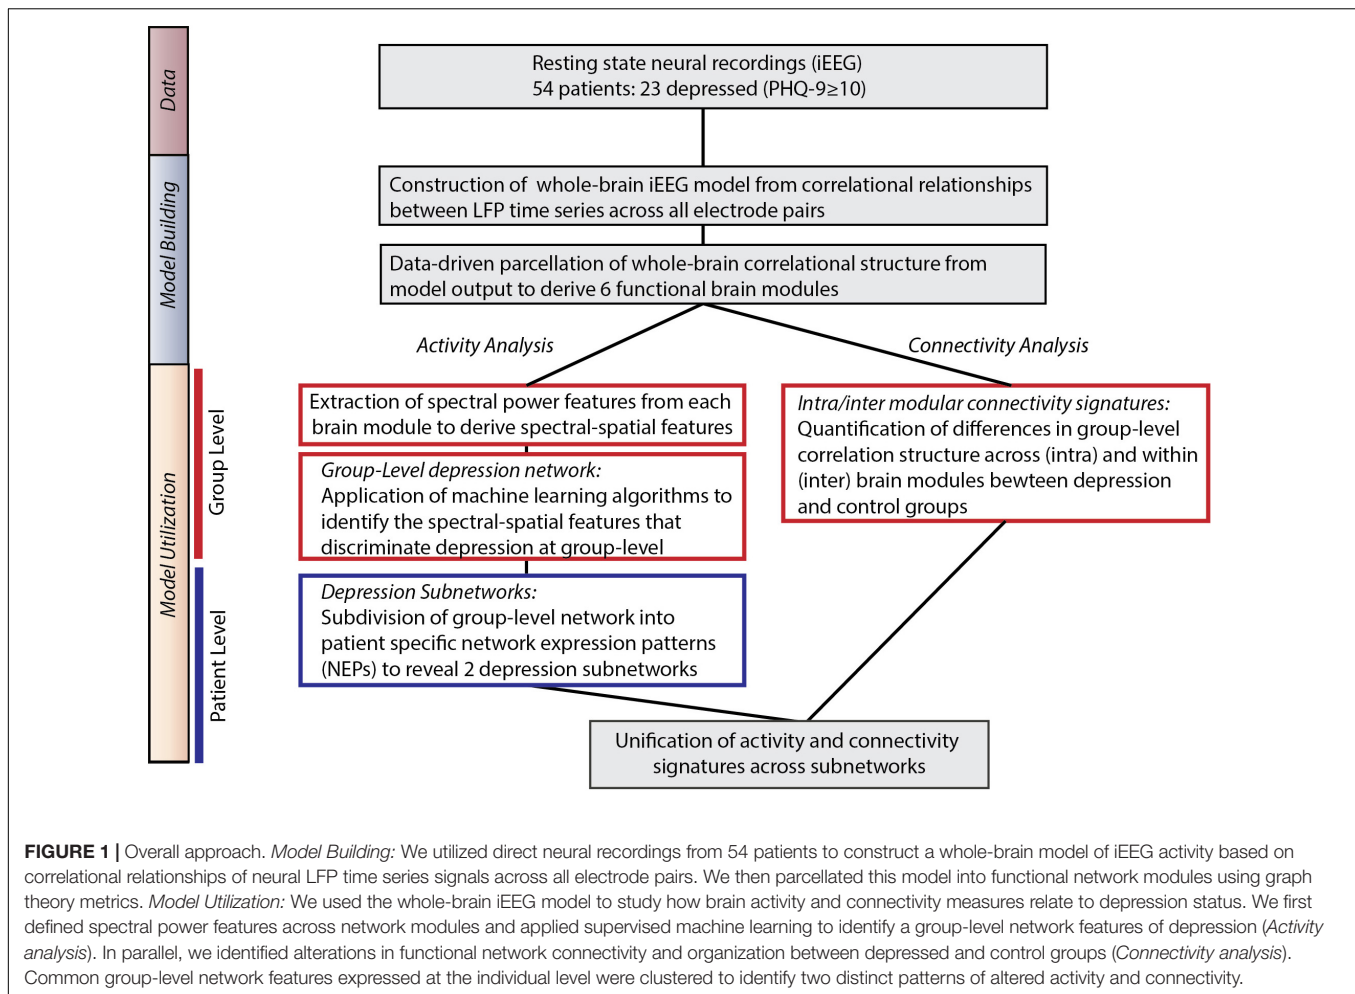 Data
Resting state neural recordings (iEEG)
54 patients: 23 depressed (PHQ-9≥10)
Model Building
Construction of whole-brain iEEG model from correlational relationships
between LFP time series across all electrode pairs
Data-driven parcellation of whole-brain correlational structure from
model output to derive 6 functional brain modules
Activity Analysis
Connectivity Analysis
Model Utilization
Group Level
Extraction of spectral power features from each
brain module to derive spectral-spatial features
Group-Level depression network:
Application of machine learning algorithms to
identify the spectral-spatial features that
discriminate depression at group-level
Intra/inter modular connectivity signatures:
Quantification of differences in group-level
correlation structure across (intra) and within
(inter) brain modules bewteen depression
and control groups
Patient Level
Depression Subnetworks:
Subdivision of group-level network into
patient specific network expression patterns
(NEPs) to reveal 2 depression subnetworks
Unification of activity and connectivity
signatures across subnetworks
FIGURE 1 | Overall approach. Model Building: We utilized direct neural recordings from 54 patients to construct a whole-brain model of iEEG activity based on
correlational relationships of neural LFP time series signals across all electrode pairs. We then parcellated this model into functional network modules using graph
theory metrics. Model Utilization: We used the whole-brain iEEG model to study how brain activity and connectivity measures relate to depression status. We first
defined spectral power features across network modules and applied supervised machine learning to identify a group-level network features of depression (Activity
analysis). In parallel, we identified alterations in functional network connectivity and organization between depressed and control groups (Connectivity analysis).
Common group-level network features expressed at the individual level were clustered to identify two distinct patterns of altered activity and connectivity.